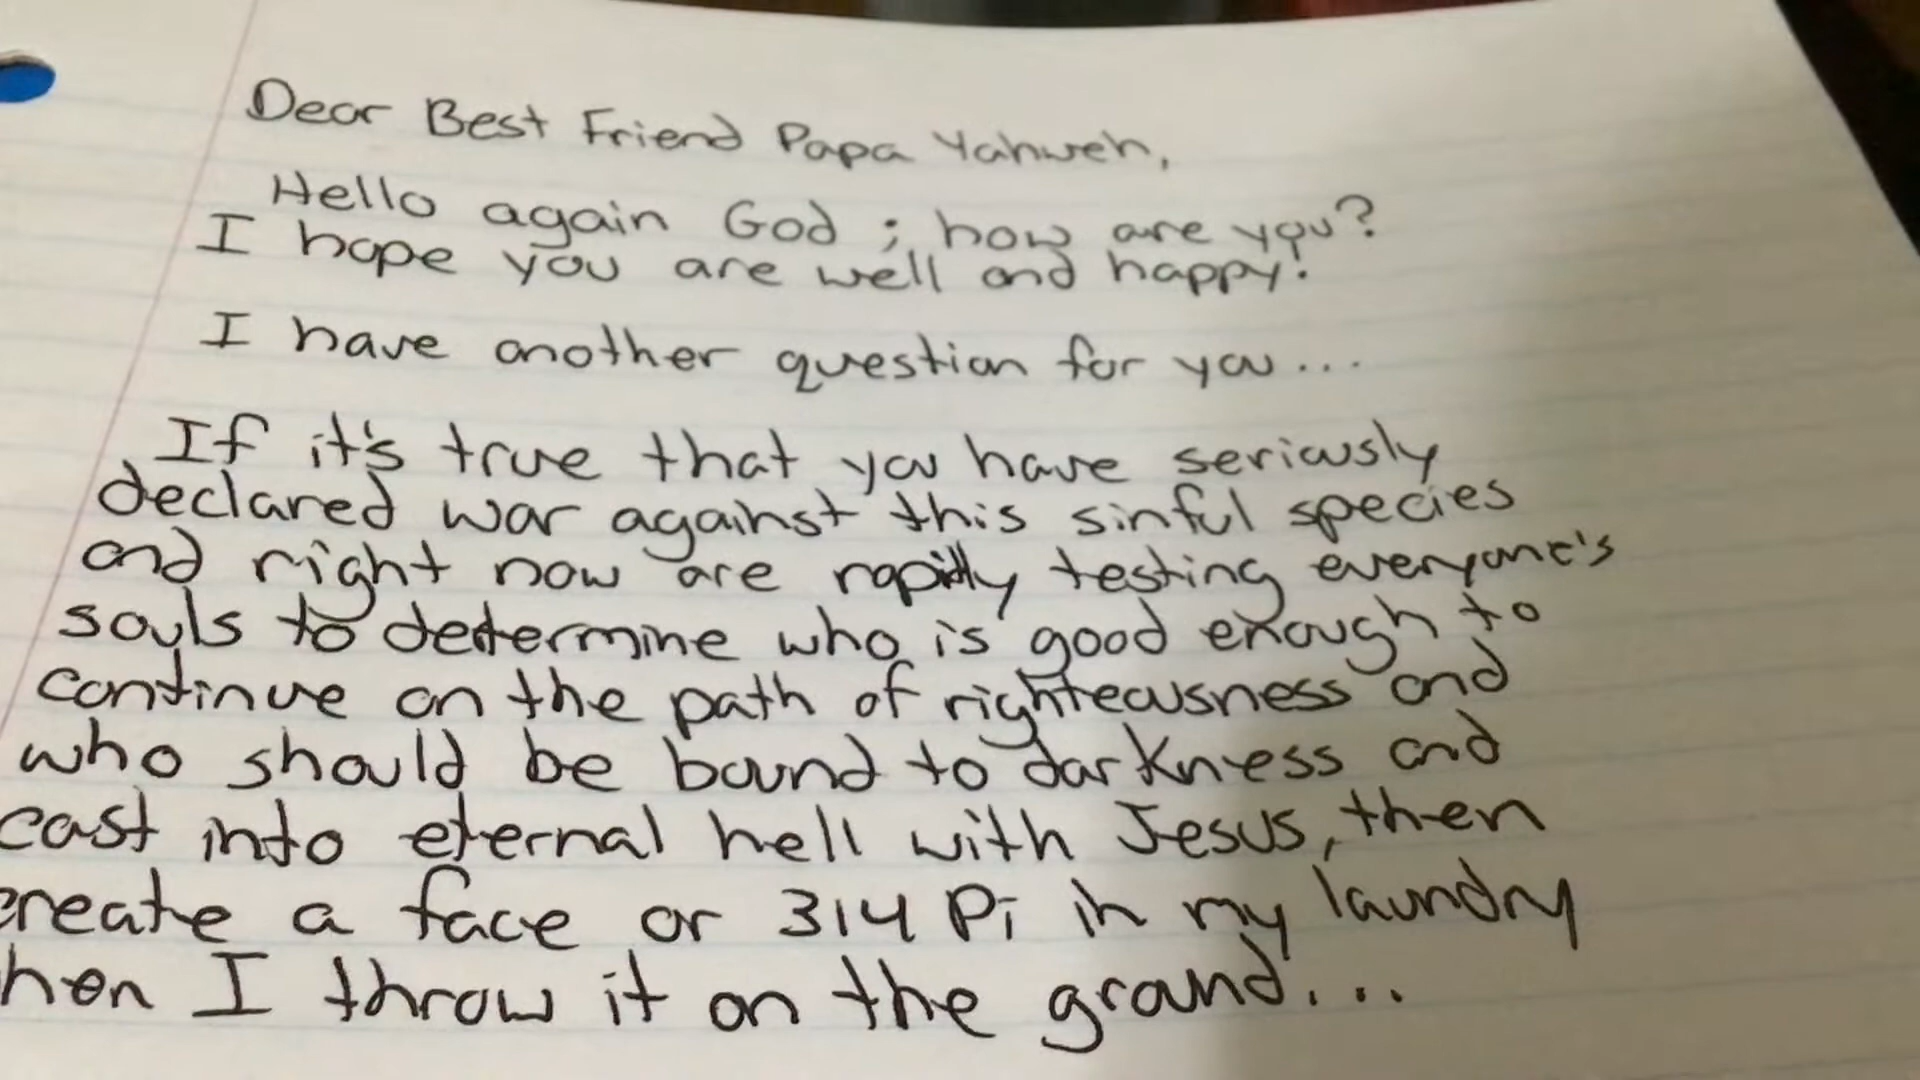 Dear Best Friend Papa Yahweh,
Hello again God; how are you?
I hope you are well and happy!
I have another question for you...
If it's true that you have seriously
declared war against this sinful species
and right now are rapidly testing everyone's
souls to determine who is good enough to
continue on the path of righteousness and
who should be bound to darkness and
cast into eternal hell with Jesus, then
create a face or 314 Pi in my laundry
hen I throw it on the ground...